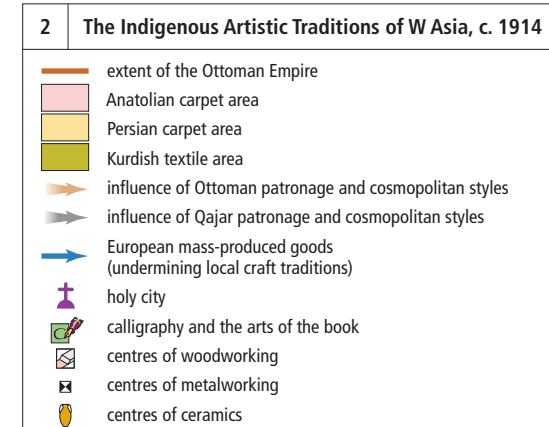 2 The Indigenous Artistic Traditions of W Asia, c. 1914
extent of the Ottoman Empire
Anatolian carpet area
Persian carpet area
Kurdish textile area
influence of Ottoman patronage and cosmopolitan styles
influence of Qajar patronage and cosmopolitan styles
European mass-produced goods
(undermining local craft traditions)
holy city
calligraphy and the arts of the book
centres of woodworking
centres of metalworking
centres of ceramics